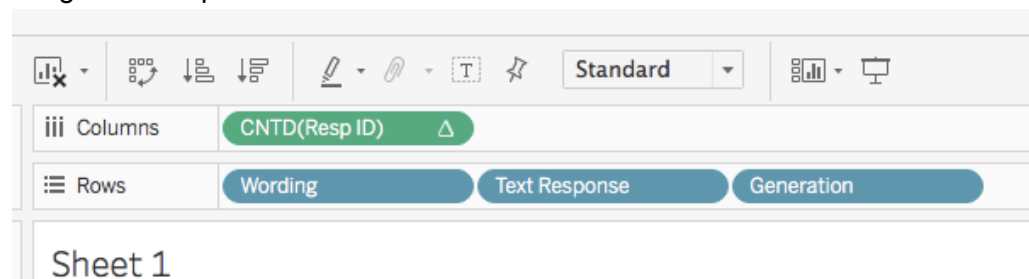 Standard
Columns CNTD(Resp ID) Δ
Rows Wording Text Response Generation
Sheet 1